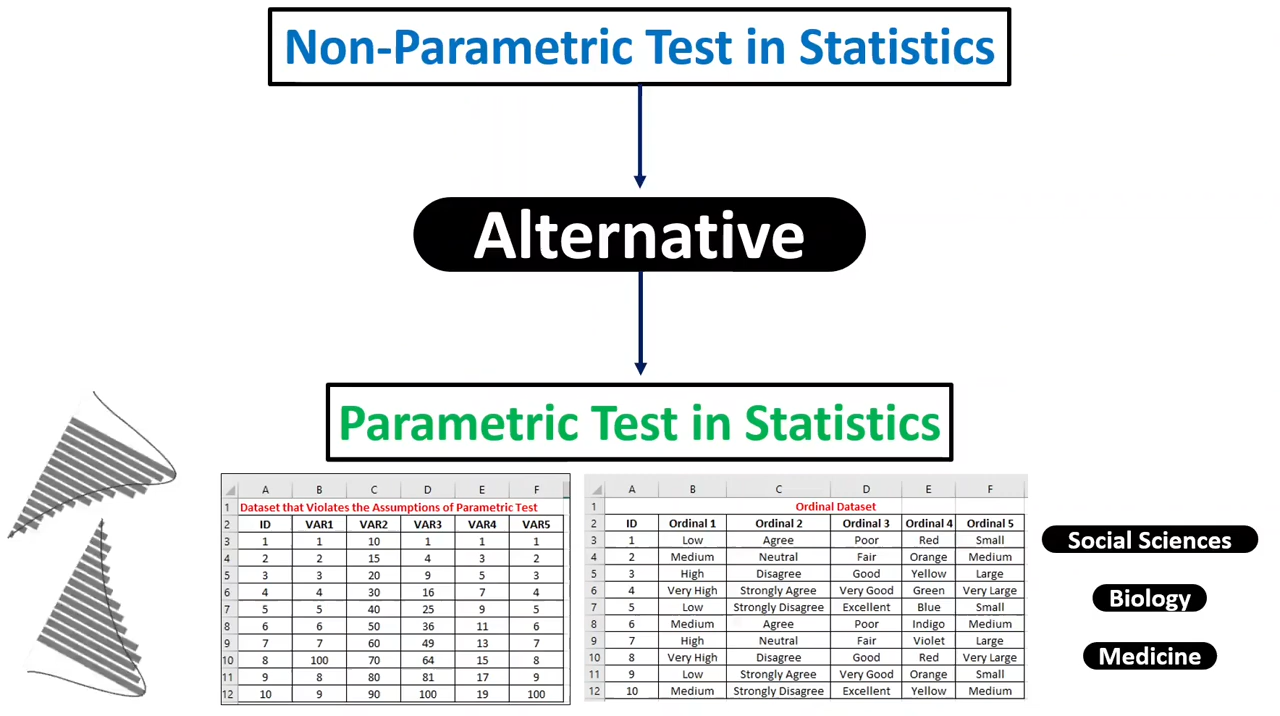 Non-Parametric Test in Statistics
Alternative
Parametric Test in Statistics
A B C D E F
1 Dataset that Violates the Assumptions of Parametric Test
2 ID VAR1 VAR2 VAR3 VAR4 VAR5
3 1 1 10 1 1 1
4 2 2 15 4 3 2
5 3 3 20 9 5 3
6 4 4 30 16 7 4
7 5 5 40 25 9 5
8 6 6 50 36 11 6
9 7 7 60 49 13 7
10 8 100 70 64 15 8
11 9 8 80 81 17 9
12 10 9 90 100 19 100
A B C D E F
1 Ordinal Dataset
2 ID Ordinal 1 Ordinal 2 Ordinal 3 Ordinal 4 Ordinal 5
3 1 Low Agree Poor Red Small
4 2 Medium Neutral Fair Orange Medium
5 3 High Disagree Good Yellow Large
6 4 Very High Strongly Agree Very Good Green Very Large
7 5 Low Strongly Disagree Excellent Blue Small
8 6 Medium Agree Poor Indigo Medium
9 7 High Neutral Fair Violet Large
10 8 Very High Disagree Good Red Very Large
11 9 Low Strongly Agree Very Good Orange Small
12 10 Medium Strongly Disagree Excellent Yellow Medium
Social Sciences
Biology
Medicine